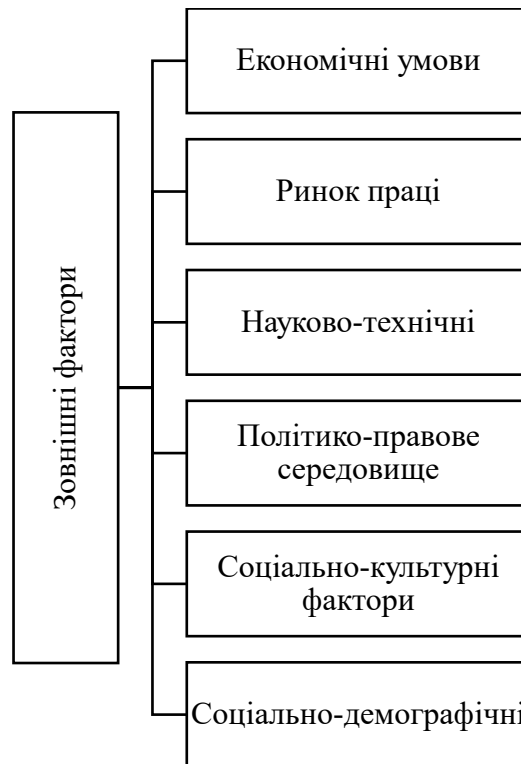 Зовнішні фактори
Економічні умови
Ринок праці
Науково-технічні
Політико-правове
середовище
Соціально-культурні
фактори
Соціально-демографічні